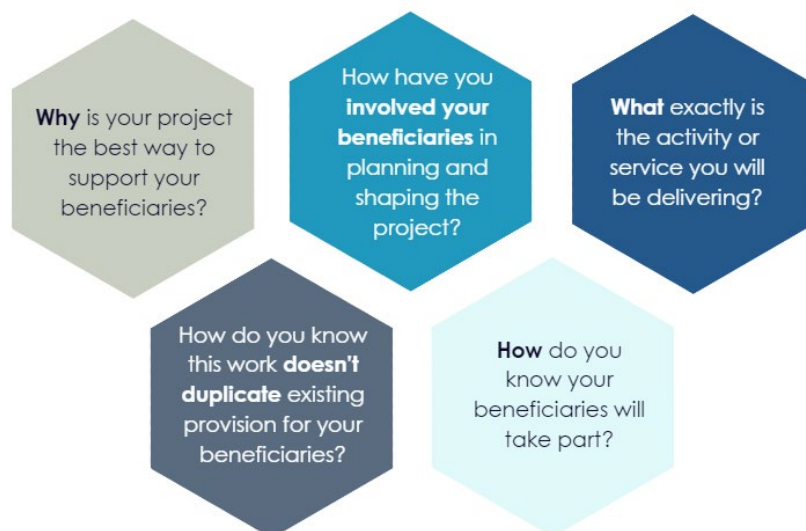 Why is your project
the best way to
support your
beneficiaries?
How have you
involved your
beneficiaries in
planning and
shaping the
project?
What exactly is
the activity or
service you will
be delivering?
How do you know
this work doesn't
duplicate existing
provision for your
beneficiaries?
How do you
know your
beneficiaries will
take part?